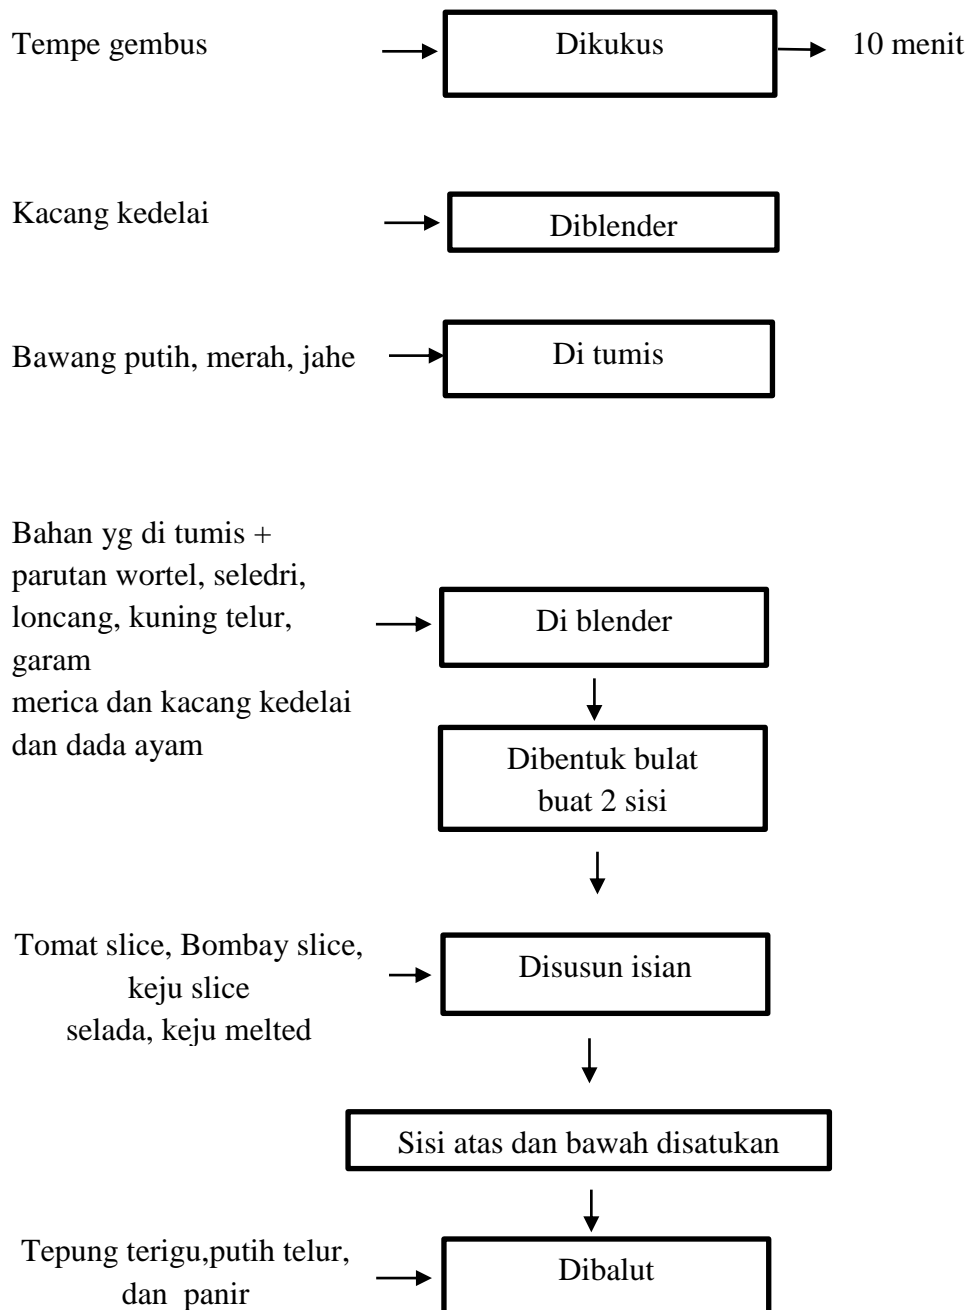 Tempe gembus
Dikukus
10 menit
Kacang kedelai
Diblender
Bawang putih, merah, jahe
Di tumis
Bahan yg di tumis +
parutan wortel, seledri,
loncang, kuning telur,
garam
merica dan kacang kedelai
dan dada ayam
Di blender
Dibentuk bulat
buat 2 sisi
Tomat slice, Bombay slice,
keju slice
selada, keju melted
Disusun isian
Sisi atas dan bawah disatukan
Tepung terigu,putih telur,
dan  panir
Dibalut